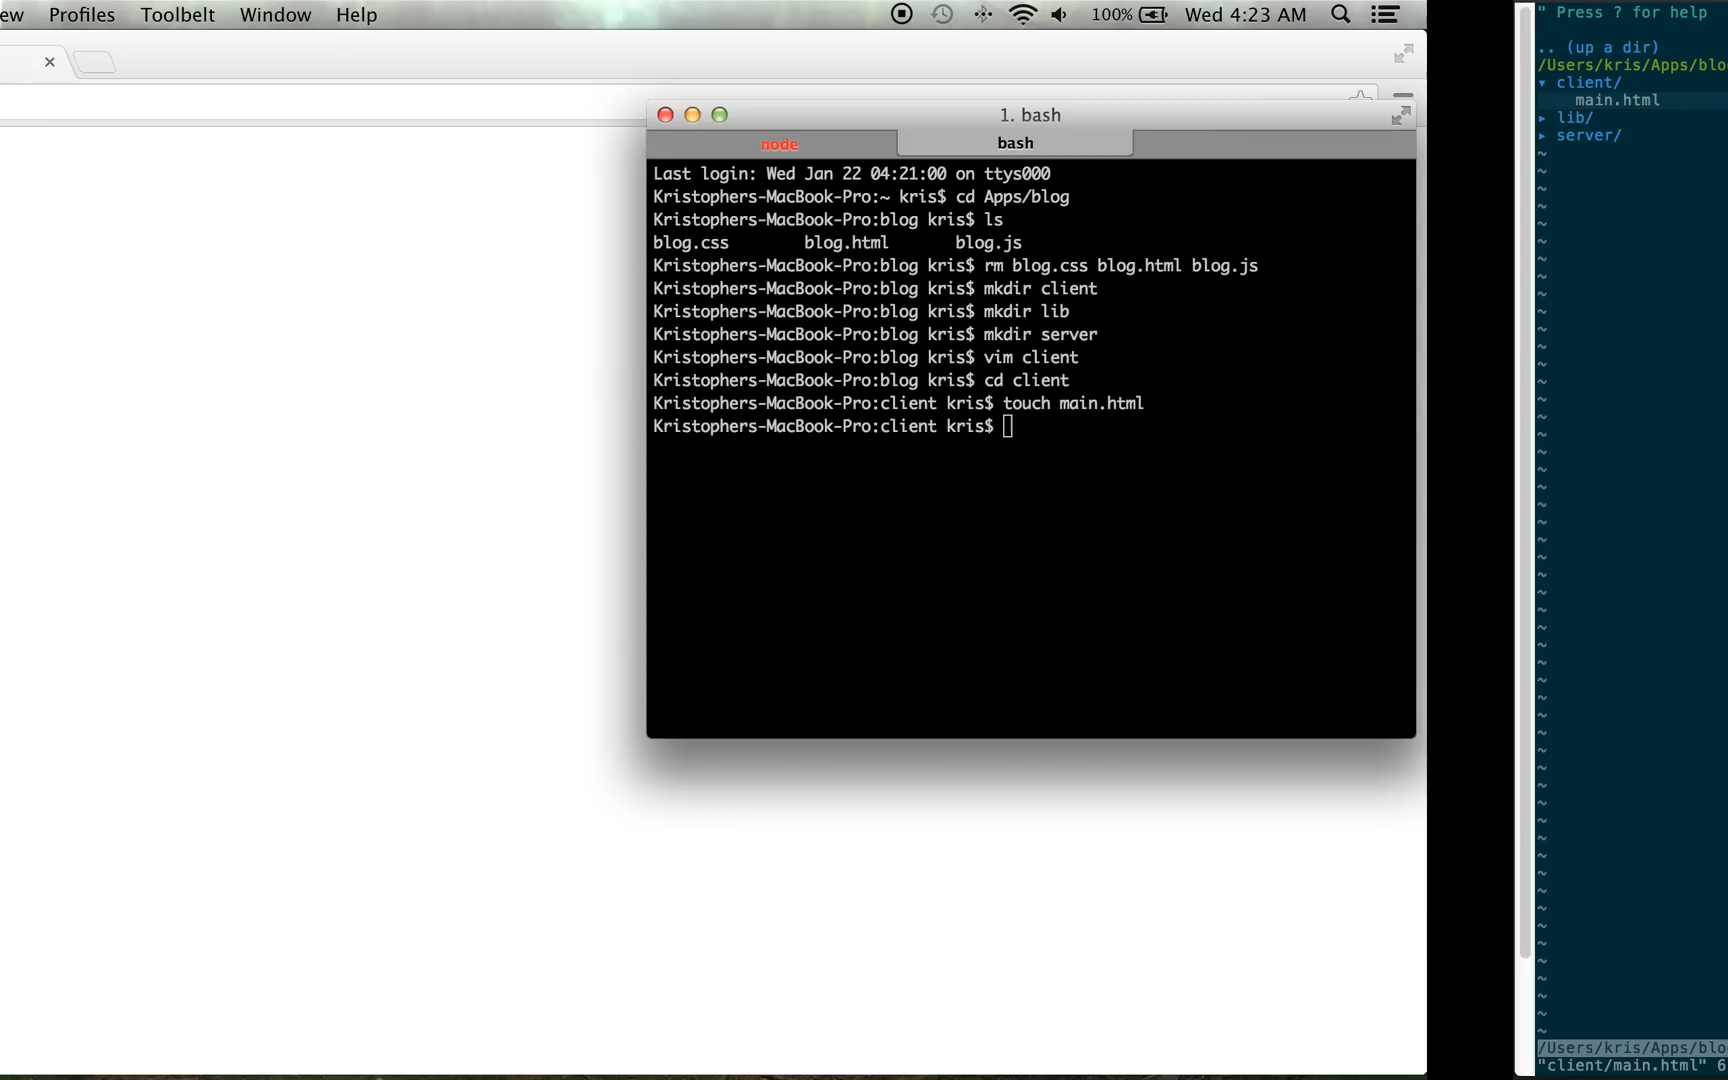 ew Profiles Toolbelt Window Help 100% Wed 4:23 AM
1. bash
node bash
Last login: Wed Jan 22 04:21:00 on ttys000
Kristophers-MacBook-Pro:~ kris$ cd Apps/blog
Kristophers-MacBook-Pro:blog kris$ ls
blog.css blog.html blog.js
Kristophers-MacBook-Pro:blog kris$ rm blog.css blog.html blog.js
Kristophers-MacBook-Pro:blog kris$ mkdir client
Kristophers-MacBook-Pro:blog kris$ mkdir lib
Kristophers-MacBook-Pro:blog kris$ mkdir server
Kristophers-MacBook-Pro:blog kris$ vim client
Kristophers-MacBook-Pro:blog kris$ cd client
Kristophers-MacBook-Pro:client kris$ touch main.html
Kristophers-MacBook-Pro:client kris$
" Press ? for help
.. (up a dir)
/Users/kris/Apps/blo
▾ client/
main.html
▸ lib/
▸ server/
/Users/kris/Apps/blo
"client/main.html" 6